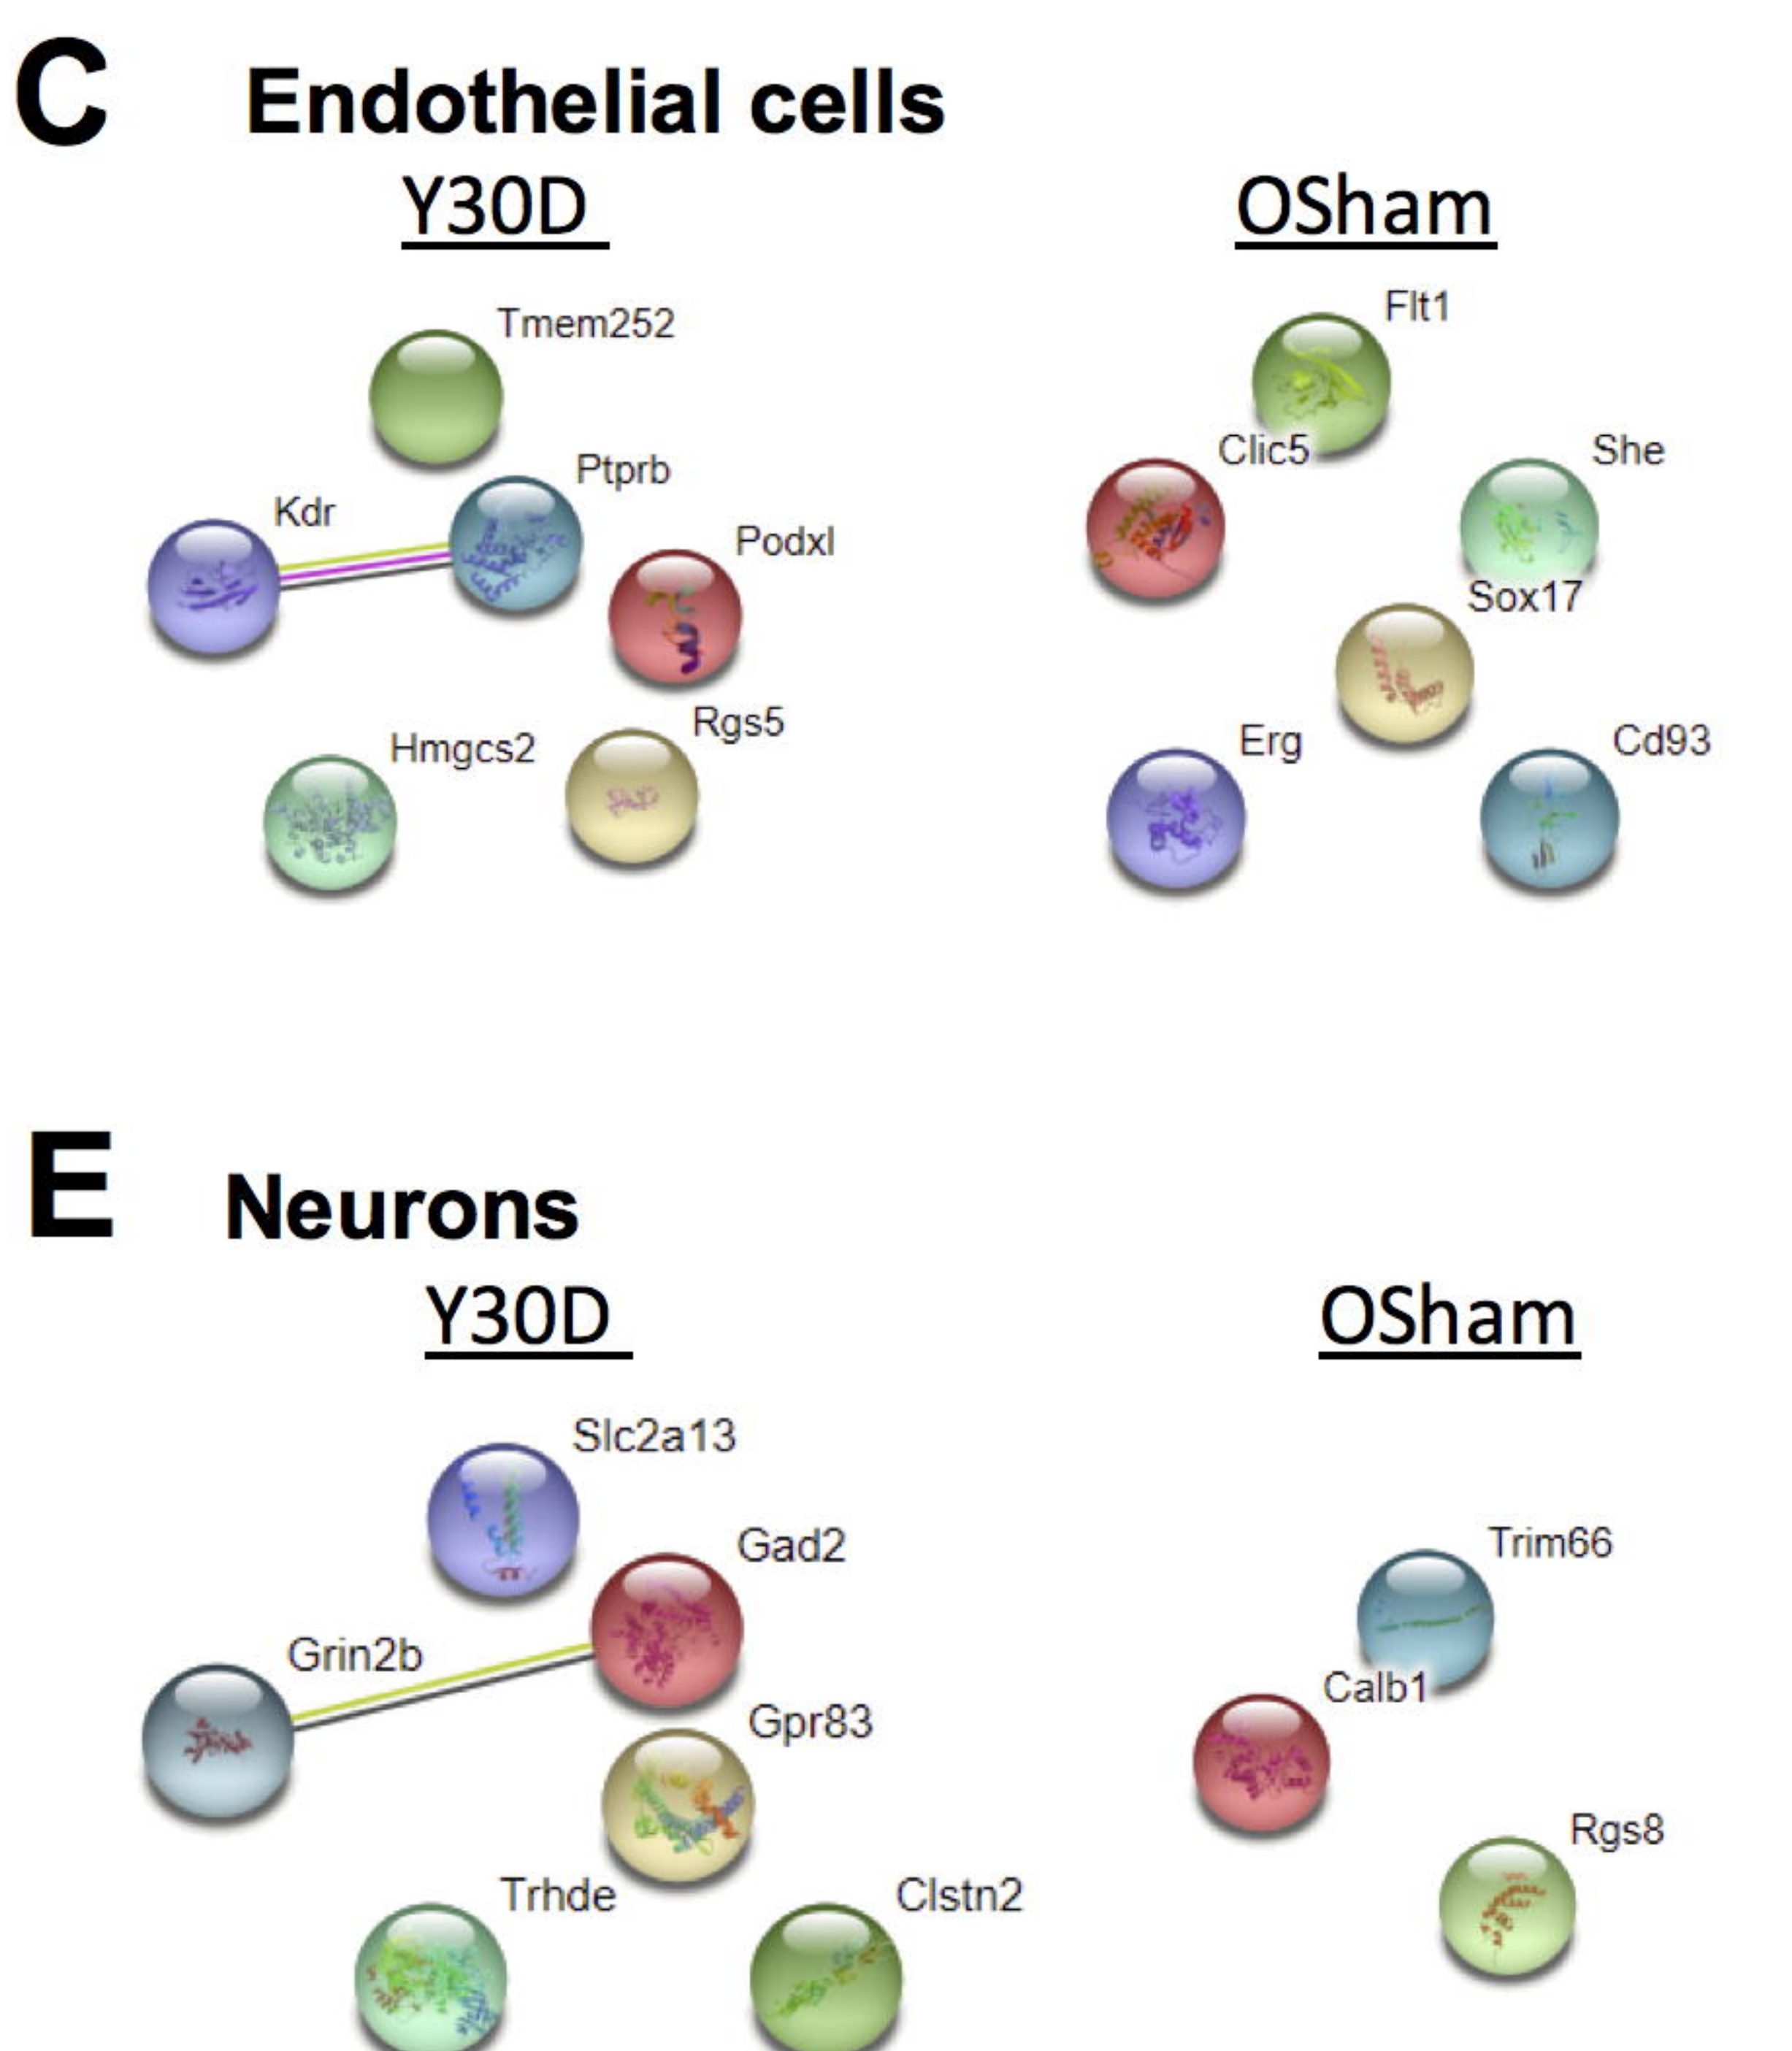 C Endothelial cells
Y30D OSham
Tmem252
Flt1
Ptprb
Clic5
She
Kdr
Podxl
Sox17
Rgs5
Hmgcs2
Erg
Cd93
E Neurons
Y30D OSham
Slc2a13
Gad2
Trim66
Grin2b
Calb1
Gpr83
Rgs8
Trhde
Clstn2